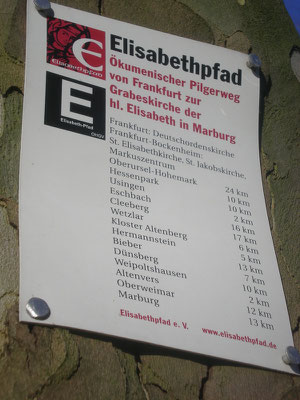 Elisabethpfad
Elisabethpfad
Ökumenischer Pilgerweg
von Frankfurt zur
Grabeskirche der
hl. Elisabeth in Marburg
E
Elisabeth-Pfad
Frankfurt: Deutschordenskirche
Frankfurt-Bockenheim:
St. Elisabethkirche, St. Jakobskirche,
Markuszentrum
Oberursel-Hohemark 24 km
Hessenpark 10 km
Usingen 10 km
Eschbach 2 km
Cleeberg 16 km
Wetzlar 17 km
Kloster Altenberg 6 km
Hermannstein 5 km
Bieber 13 km
Dünsberg 7 km
Weipoltshausen 10 km
Altenvers 2 km
Oberweimar 12 km
Marburg 13 km
Elisabethpfad e. V. www.elisabethpfad.de